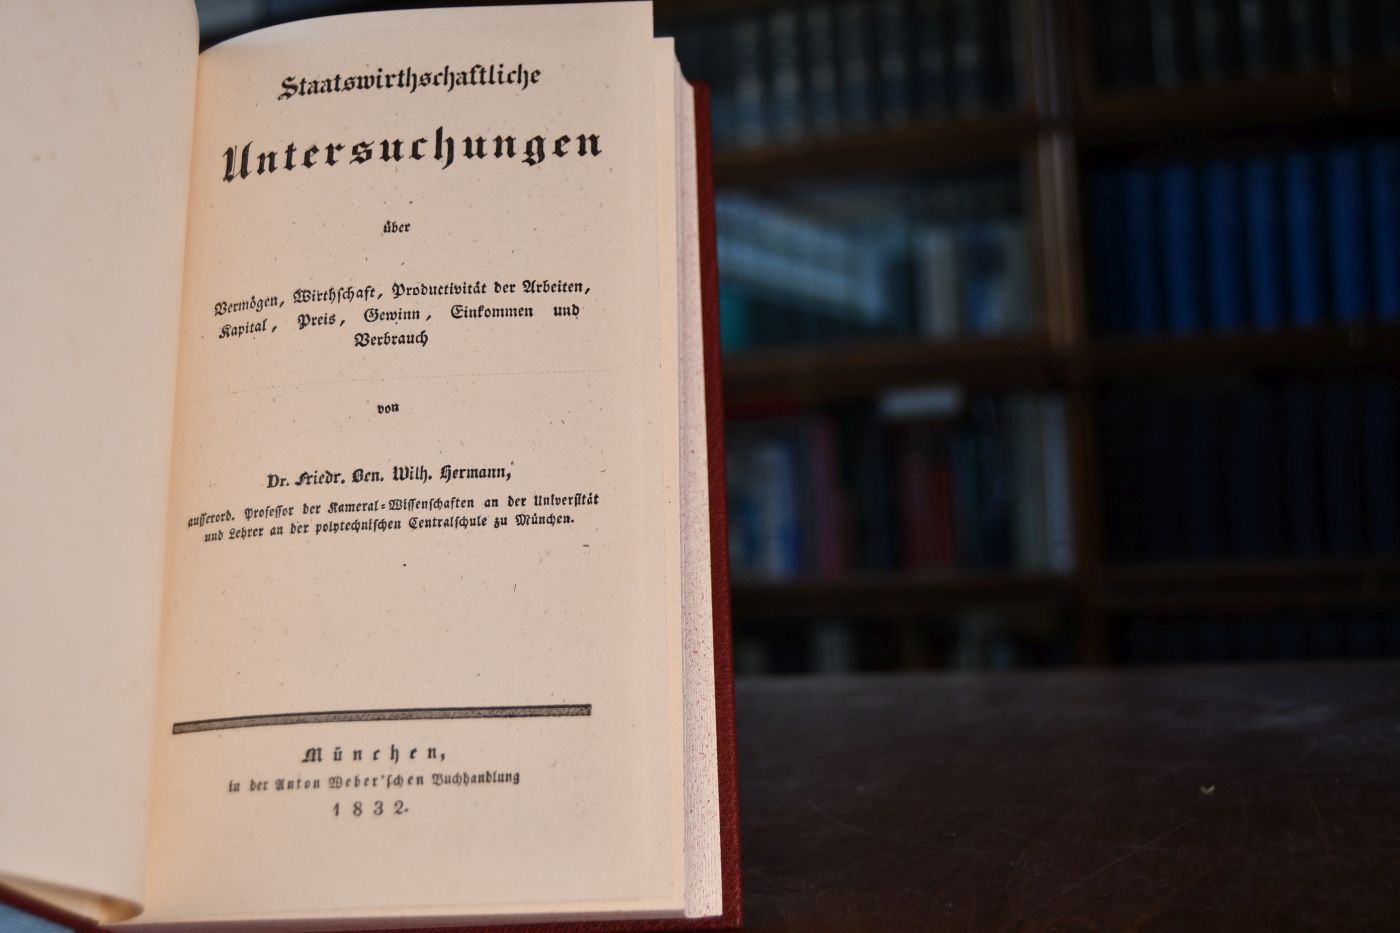 Staatswirthschaftliche
Untersuchungen
über
Vermögen, Wirthschaft, Productivität der Arbeiten,
Kapital, Preis, Gewinn, Einkommen und
Verbrauch
von
Dr. Friedr. Ben. Wilh. Hermann,
ausserord. Professor der Kameral-Wissenschaften an der Universität
und Lehrer an der polytechnischen Centralschule zu München.
München,
in der Anton Weber'schen Buchhandlung
1832.